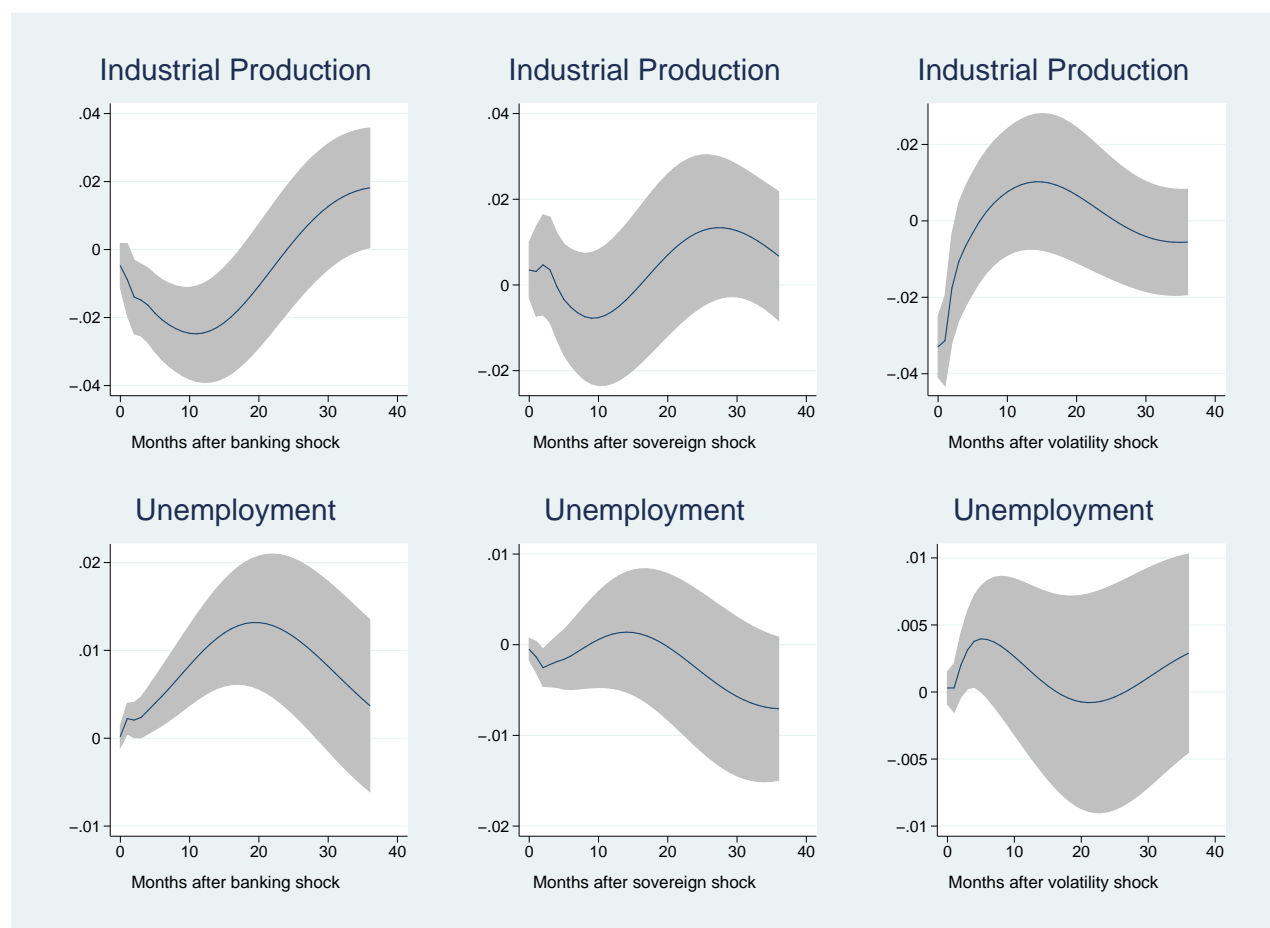 Industrial Production
.04
.02
0
−.02
−.04
0 10 20 30 40
Months after banking shock
Industrial Production
.04
.02
0
−.02
0 10 20 30 40
Months after sovereign shock
Industrial Production
.02
0
−.02
−.04
0 10 20 30 40
Months after volatility shock
Unemployment
.02
.01
0
−.01
0 10 20 30 40
Months after banking shock
Unemployment
.01
0
−.01
−.02
0 10 20 30 40
Months after sovereign shock
Unemployment
.01
.005
0
−.005
−.01
0 10 20 30 40
Months after volatility shock